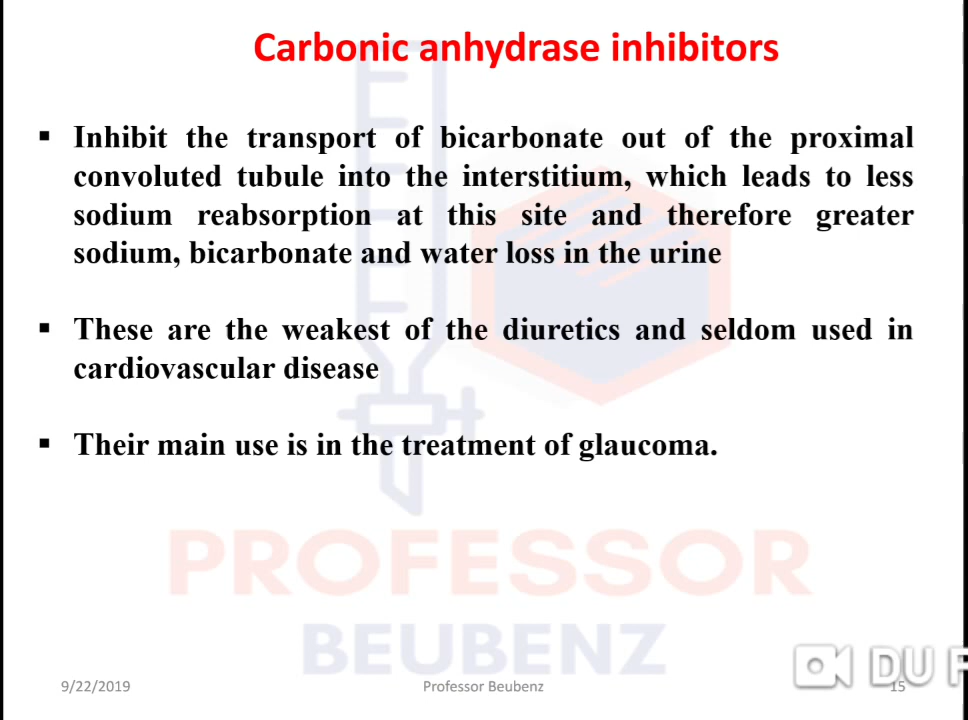 Carbonic anhydrase inhibitors
▪ Inhibit the transport of bicarbonate out of the proximal
convoluted tubule into the interstitium, which leads to less
sodium reabsorption at this site and therefore greater
sodium, bicarbonate and water loss in the urine
▪ These are the weakest of the diuretics and seldom used in
cardiovascular disease
▪ Their main use is in the treatment of glaucoma.
PROFESSOR
BEUBENZ
DU
9/22/2019
Professor Beubenz
15